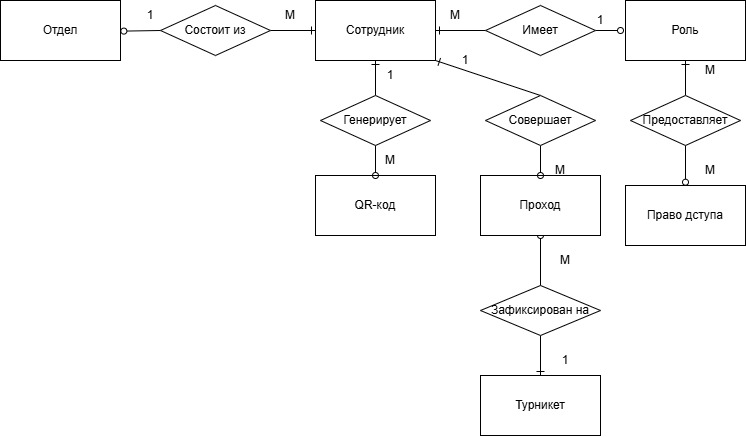 Отдел
1
Состоит из
М
Сотрудник
М
Имеет
1
Роль
1
1
М
Генерирует
Совершает
Предоставляет
М
М
М
QR-код
Проход
Право дступа
М
Зафиксирован на
1
Турникет